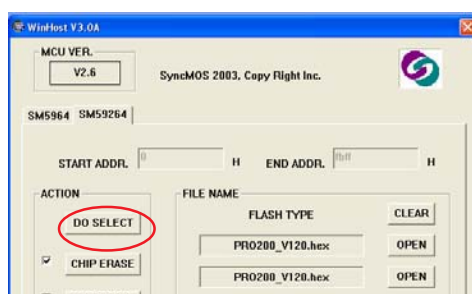 WinHost V3.0A
MCU VER.
V2.6
SyncMOS 2003, Copy Right Inc.
SM5964 SM59264
START ADDR. 0 H END ADDR. fbff H
ACTION FILE NAME
DO SELECT FLASH TYPE CLEAR
PRO200_V120.hex OPEN
CHIP ERASE PRO200_V120.hex OPEN